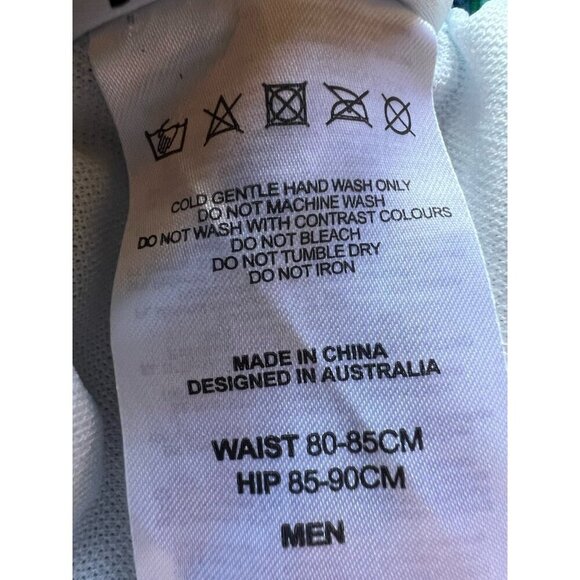 COLD GENTLE HAND WASH ONLY
DO NOT MACHINE WASH
DO NOT WASH WITH CONTRAST COLOURS
DO NOT BLEACH
DO NOT TUMBLE DRY
DO NOT IRON
MADE IN CHINA
DESIGNED IN AUSTRALIA
WAIST 80-85CM
HIP 85-90CM
MEN